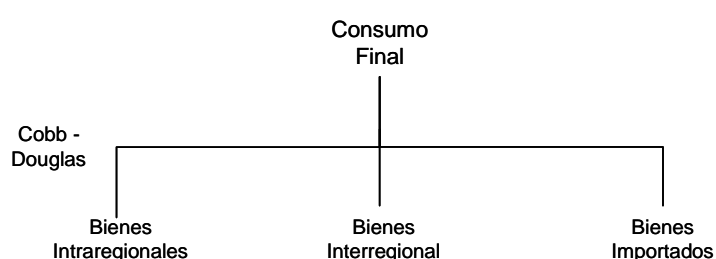 Consumo
Final
Cobb -
Douglas
Bienes
Intraregionales
Bienes
Interregional
Bienes
Importados